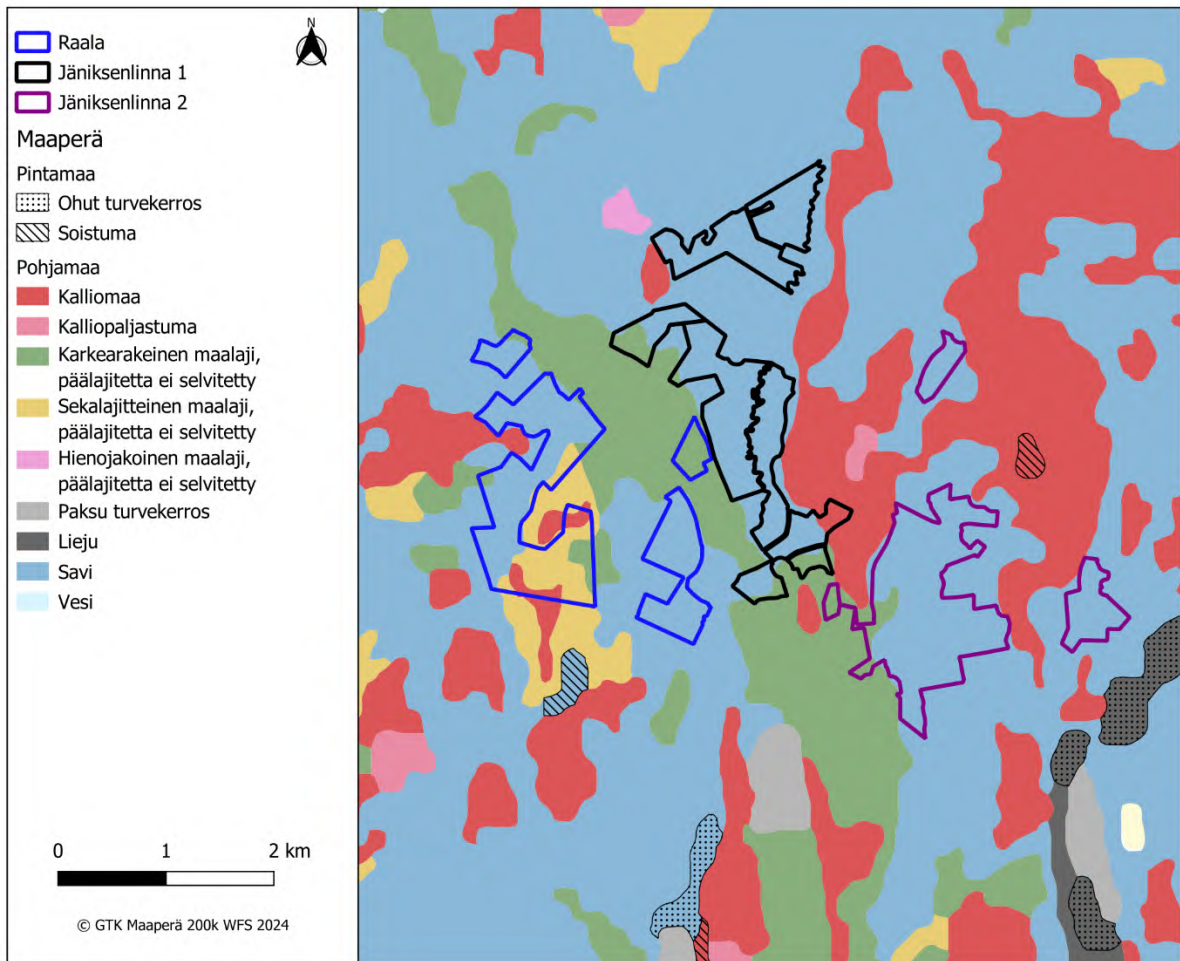 N
Raala
Jäniksenlinna 1
Jäniksenlinna 2
Maaperä
Pintamaa
Ohut turvekerros
Soistuma
Pohjamaa
Kalliomaa
Kalliopaljastuma
Karkearakeinen maalaji,
päälajitetta ei selvitetty
Sekalajitteinen maalaji,
päälajitetta ei selvitetty
Hienojakoinen maalaji,
päälajitetta ei selvitetty
Paksu turvekerros
Lieju
Savi
Vesi
0 1 2 km
© GTK Maaperä 200k WFS 2024